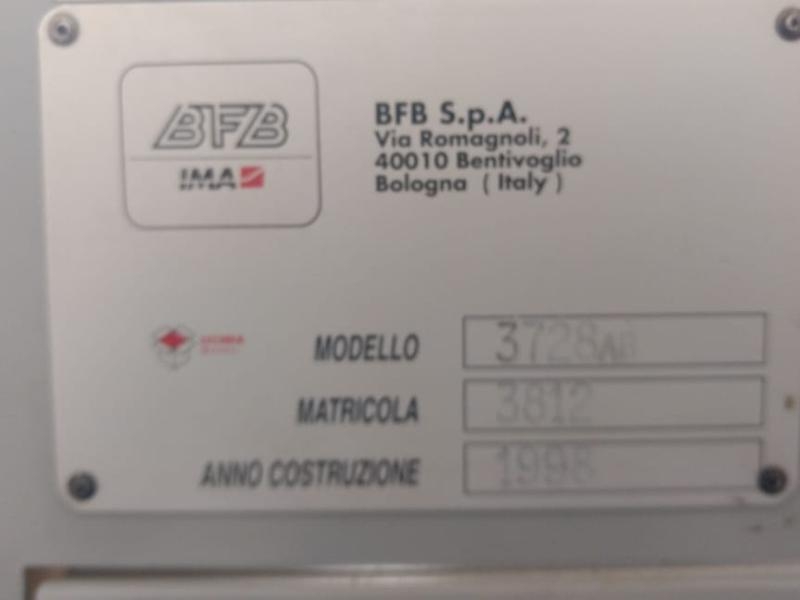 BFB
IMA
BFB S.p.A.
Via Romagnoli, 2
40010 Bentivoglio
Bologna ( Italy )
MODELLO 3728
MATRICOLA 3812
ANNO COSTRUZIONE 1998